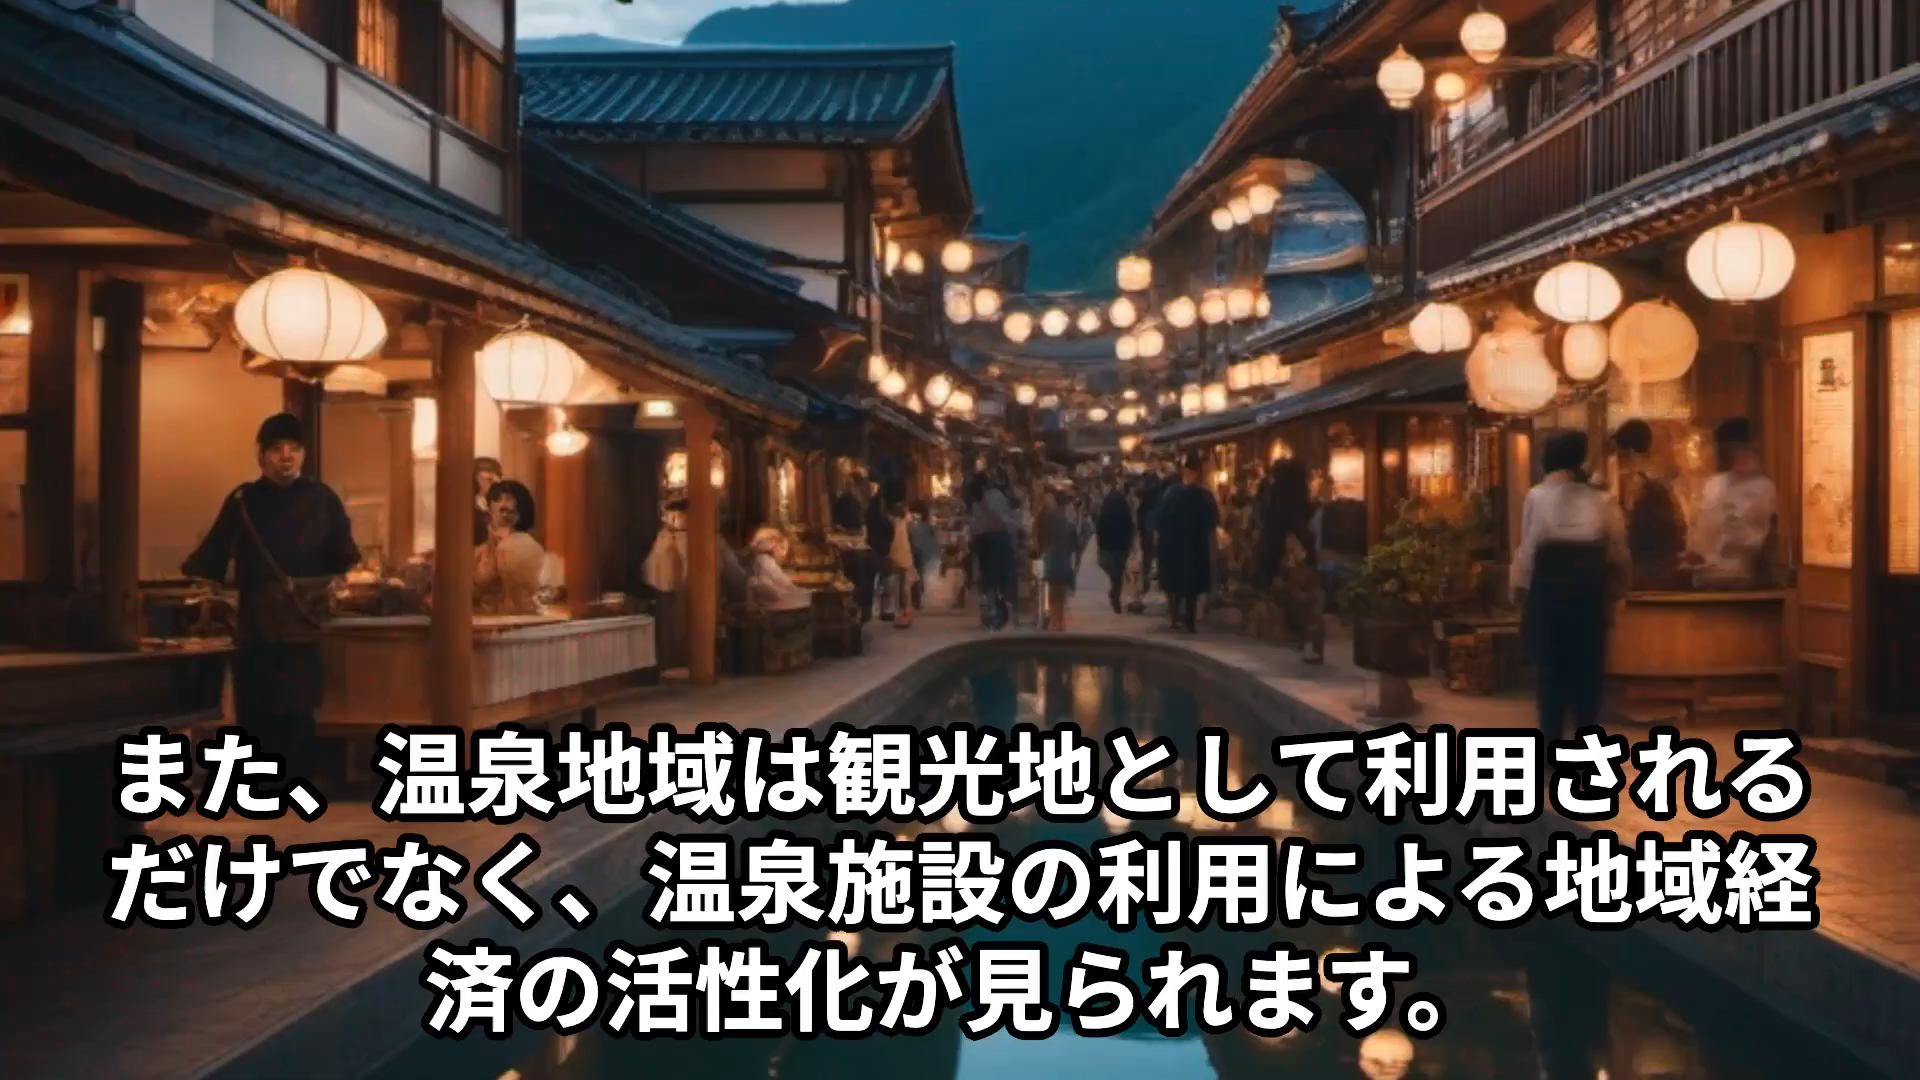 また、温泉地域は観光地として利用される
だけでなく、温泉施設の利用による地域経
済の活性化が見られます。